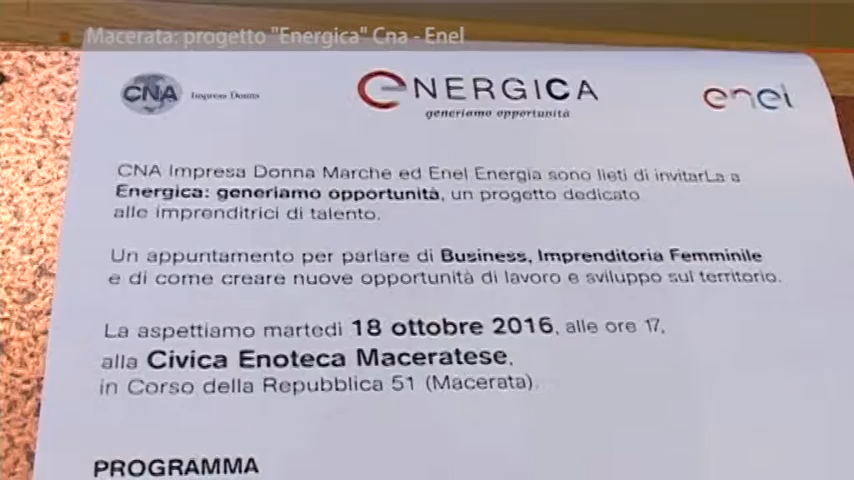 Macerata: progetto "Energica" Cna - Enel
CNA Impresa Donna
eNERGICA
generiamo opportunità
enel
CNA Impresa Donna Marche ed Enel Energia sono lieti di invitarLa a
Energica: generiamo opportunità, un progetto dedicato
alle imprenditrici di talento.
Un appuntamento per parlare di Business, Imprenditoria Femminile
e di come creare nuove opportunità di lavoro e sviluppo sul territorio.
La aspettiamo martedì 18 ottobre 2016, alle ore 17,
alla Civica Enoteca Maceratese,
in Corso della Repubblica 51 (Macerata).
PROGRAMMA